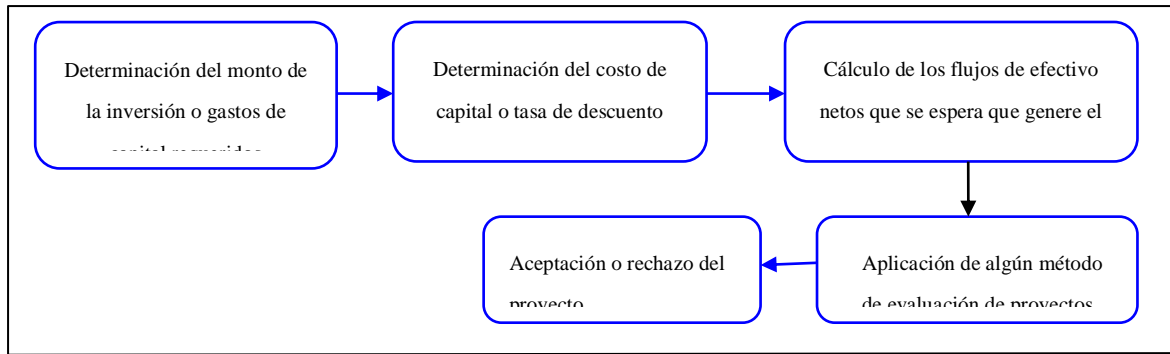 Determinación del monto de
la inversión o gastos de
capital requeridos
Determinación del costo de
capital o tasa de descuento
Cálculo de los flujos de efectivo
netos que se espera que genere el
Aplicación de algún método
de evaluación de proyectos
Aceptación o rechazo del
proyecto